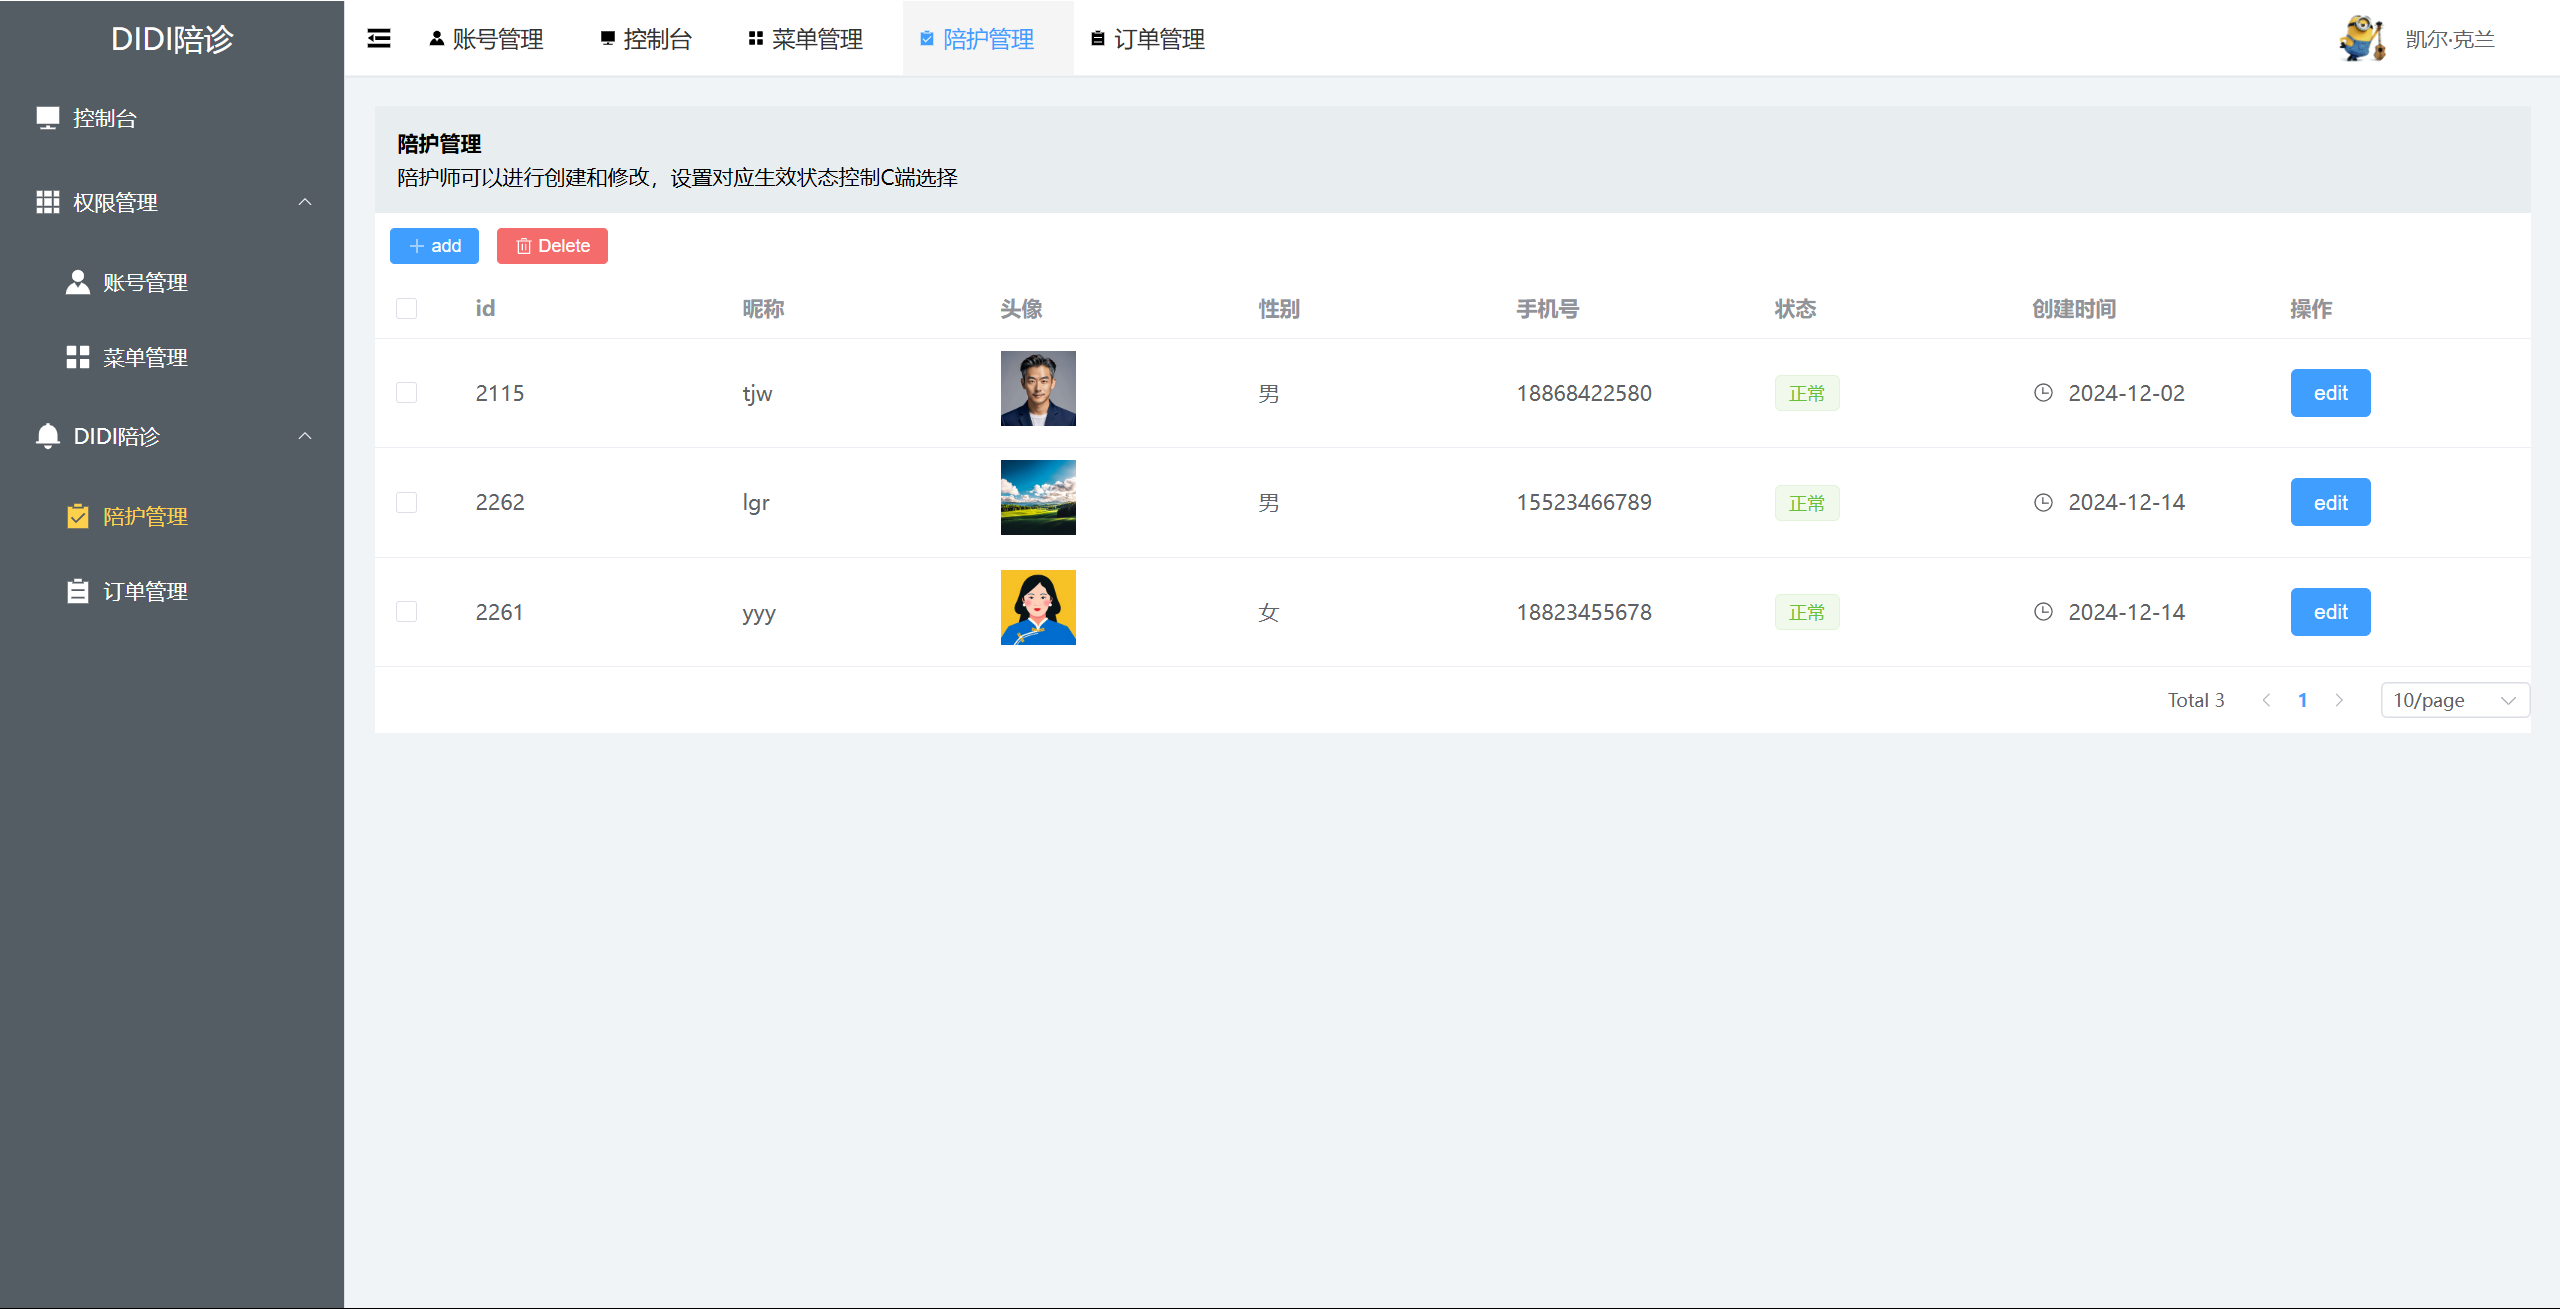 DIDI陪诊
控制台
权限管理
账号管理
菜单管理
DIDI陪诊
陪护管理
订单管理
账号管理 控制台 菜单管理 陪护管理 订单管理 凯尔·克兰
陪护管理
陪护师可以进行创建和修改，设置对应生效状态控制C端选择
add Delete
id 昵称 头像 性别 手机号 状态 创建时间 操作
2115 tjw 男 18868422580 正常 2024-12-02 edit
2262 lgr 男 15523466789 正常 2024-12-14 edit
2261 yyy 女 18823455678 正常 2024-12-14 edit
Total 3 1 10/page